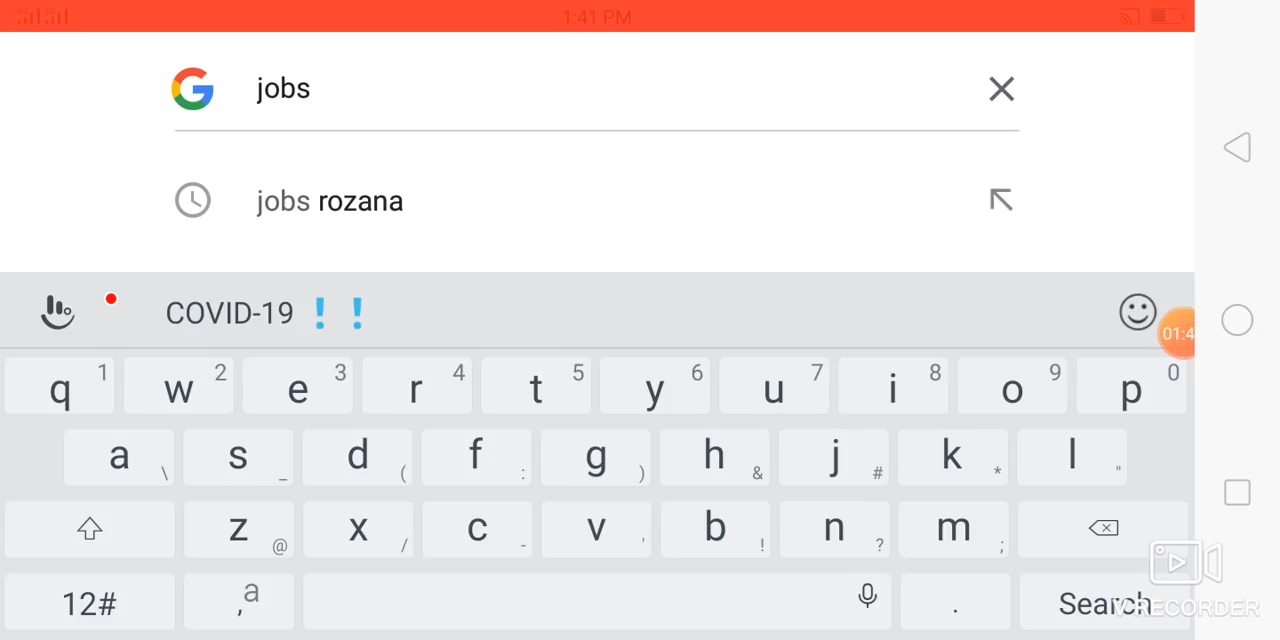 1:41 PM
jobs
jobs rozana
COVID-19 ❗❗
01:4
q 1 w 2 e 3 r 4 t 5 y 6 u 7 i 8 o 9 p 0
a \ s _ d ( f : g ) h & j # k * l "
z @ x / c - v ' b ! n ? m ;
12# , a . Search
V RECORDER